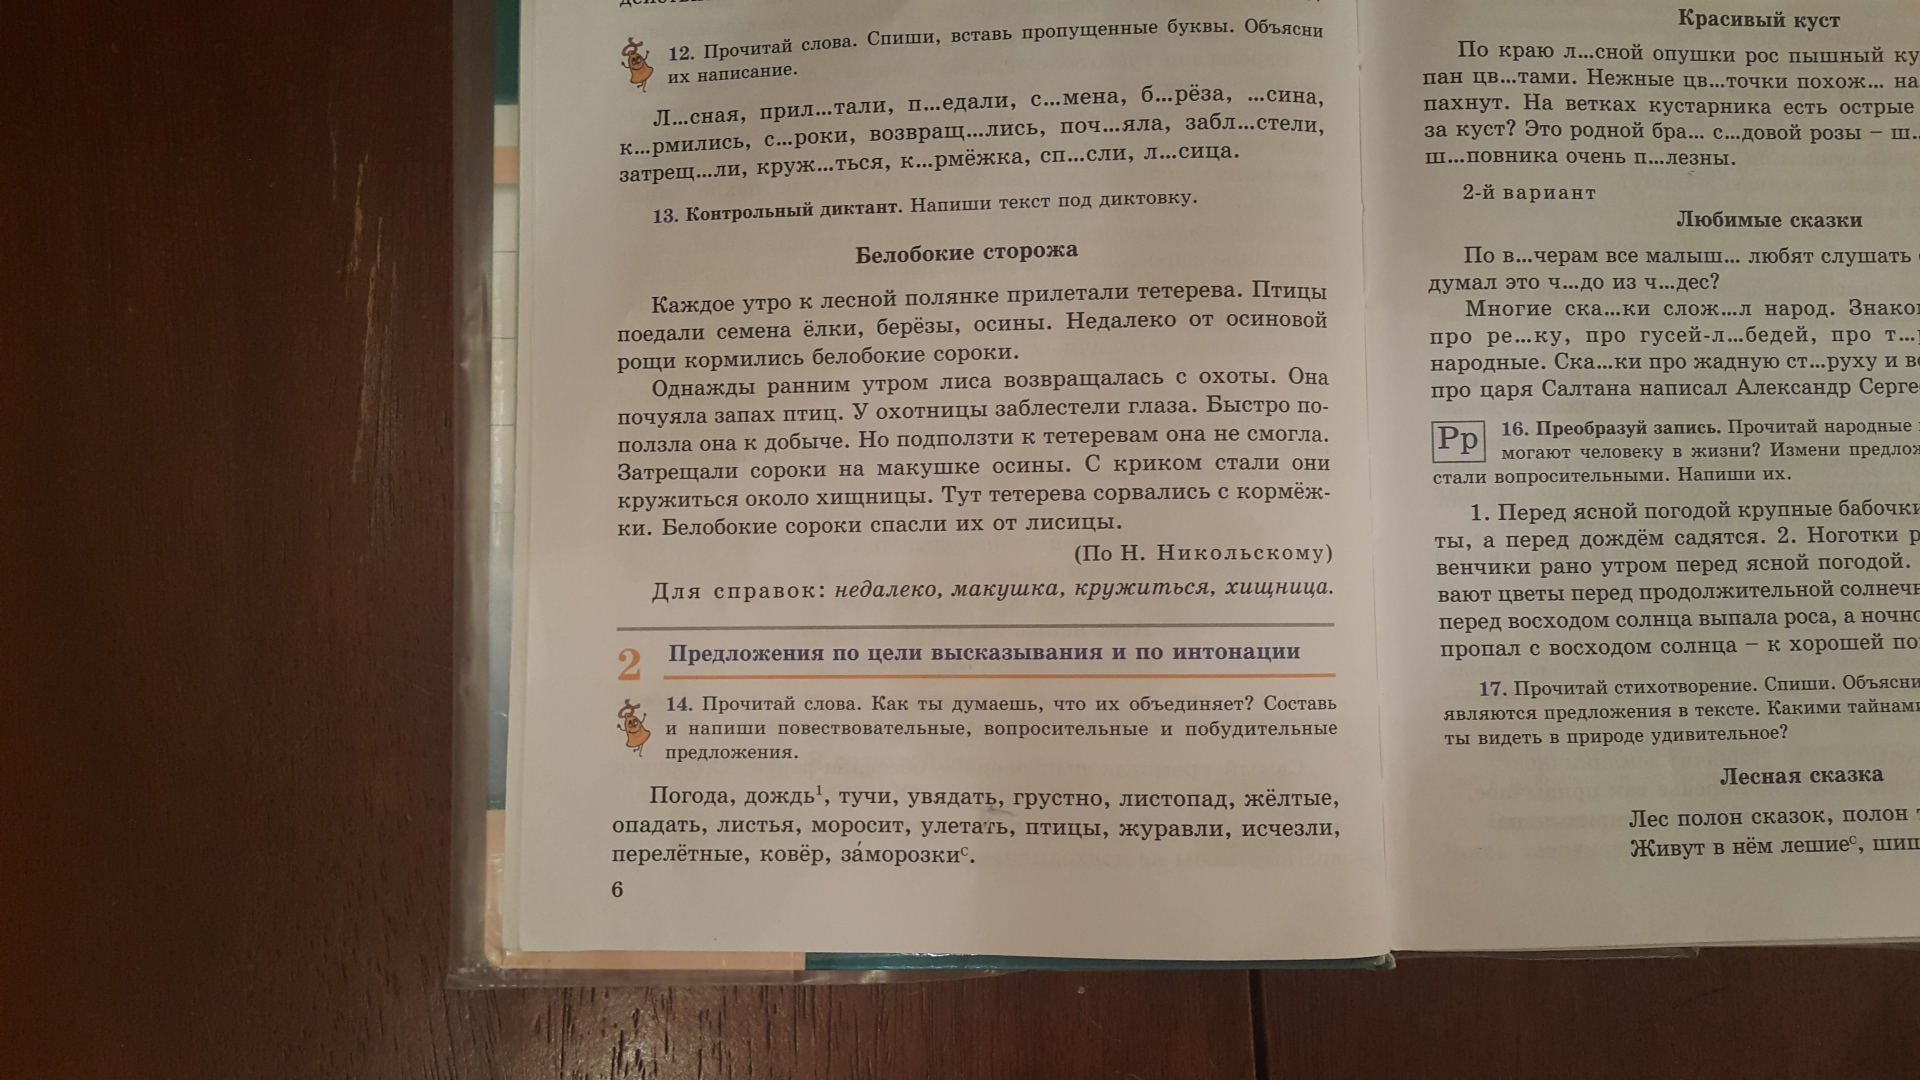 12. Прочитай слова. Спиши, вставь пропущенные буквы. Объясни
их написание.
Л...сная, прил...тали, п...едали, с...мена, б...рёза, ...сина,
к...рмились, с...роки, возвращ...лись, поч...яла, забл...стели,
затрещ...ли, круж...ться, к...рмёжка, сп...сли, л...сица.
13. Контрольный диктант. Напиши текст под диктовку.
Белобокие сторожа
Каждое утро к лесной полянке прилетали тетерева. Птицы
поедали семена ёлки, берёзы, осины. Недалеко от осиновой
рощи кормились белобокие сороки.
Однажды ранним утром лиса возвращалась с охоты. Она
почуяла запах птиц. У охотницы заблестели глаза. Быстро по-
ползла она к добыче. Но подползти к тетеревам она не смогла.
Затрещали сороки на макушке осины. С криком стали они
кружиться около хищницы. Тут тетерева сорвались с кормёж-
ки. Белобокие сороки спасли их от лисицы.
(По Н. Никольскому)
Для справок: недалеко, макушка, кружиться, хищница.
2 Предложения по цели высказывания и по интонации
14. Прочитай слова. Как ты думаешь, что их объединяет? Составь
и напиши повествовательные, вопросительные и побудительные
предложения.
Погода, дождь¹, тучи, увядать, грустно, листопад, жёлтые,
опадать, листья, моросит, улетать, птицы, журавли, исчезли,
перелётные, ковёр, за́морозкиᶜ.
6
Красивый куст
По краю л...сной опушки рос пышный
пан цв...тами. Нежные цв...точки похож... на
пахнут. На ветках кустарника есть острые
за куст? Это родной бра... с...довой розы – ш...
ш...повника очень п...лезны.
2-й вариант
Любимые сказки
По в...черам все малыш... любят слушать
думал это ч...до из ч...дес?
Многие ска...ки слож...л народ.
про ре...ку, про гусей-л...бедей, про т...
народные. Ска...ки про жадную ст...руху и
про царя Салтана написал Александр
Рр 16. Преобразуй запись. Прочитай народные
могают человеку в жизни? Измени
стали вопросительными. Напиши их.
1. Перед ясной погодой крупные бабочки
ты, а перед дождём садятся. 2. Ноготки
венчики рано утром перед ясной погодой.
вают цветы перед продолжительной
перед восходом солнца выпала роса, а
пропал с восходом солнца – к хорошей
17. Прочитай стихотворение. Спиши.
являются предложения в тексте. Какими
ты видеть в природе удивительное?
Лесная сказка
Лес полон сказок, полон
Живут в нём лешиеᶜ,